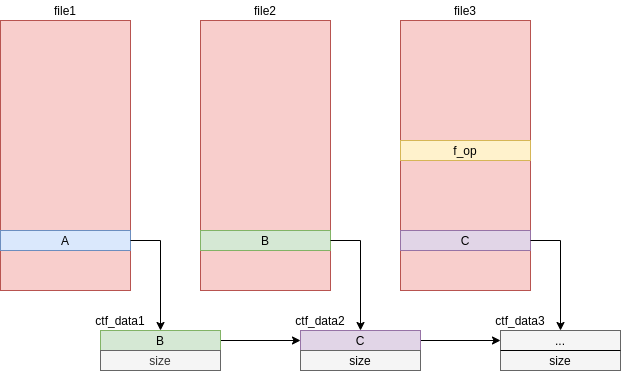 file1
file2
file3
f_op
A
B
C
ctf_data1
ctf_data2
ctf_data3
B
C
...
size
size
size